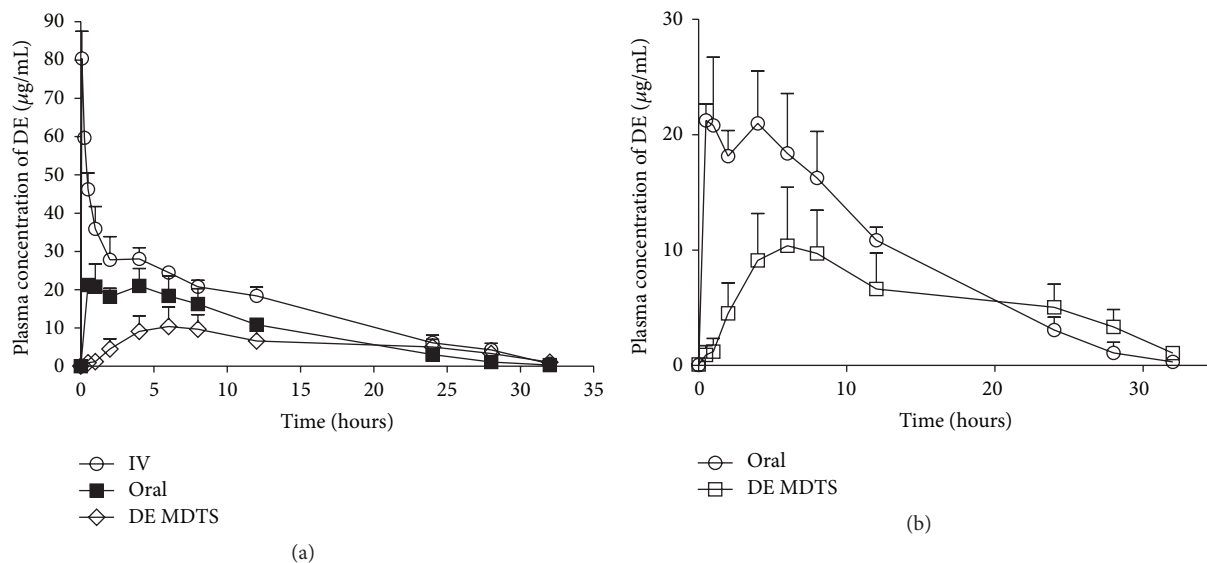 Plasma concentration of DE (μg/mL)
90
80
70
60
50
40
30
20
10
0
0 5 10 15 20 25 30 35
Time (hours)
IV
Oral
DE MDTS
(a)
Plasma concentration of DE (μg/mL)
30
20
10
0
0 10 20 30
Time (hours)
Oral
DE MDTS
(b)